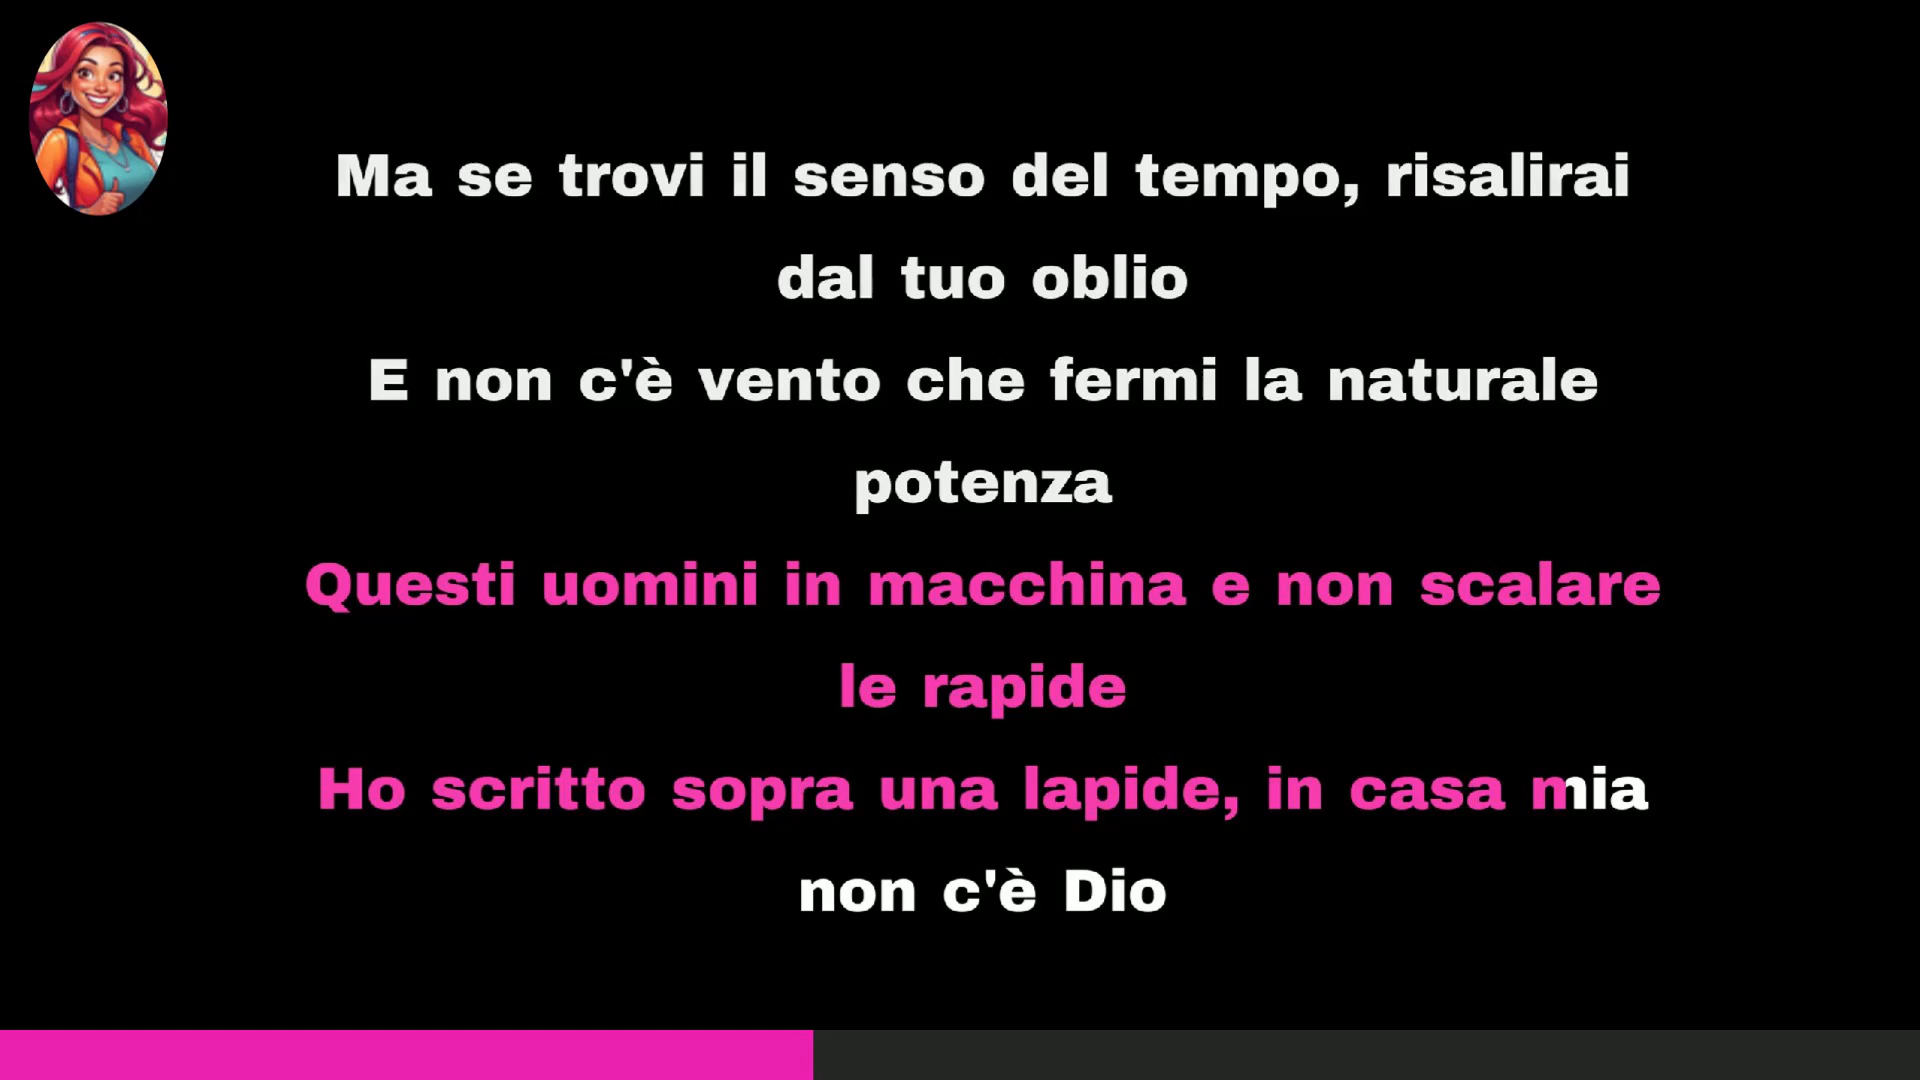 Ma se trovi il senso del tempo, risalirai
dal tuo oblio
E non c'è vento che fermi la naturale
potenza
Questi uomini in macchina e non scalare
le rapide
Ho scritto sopra una lapide, in casa mia
non c'è Dio